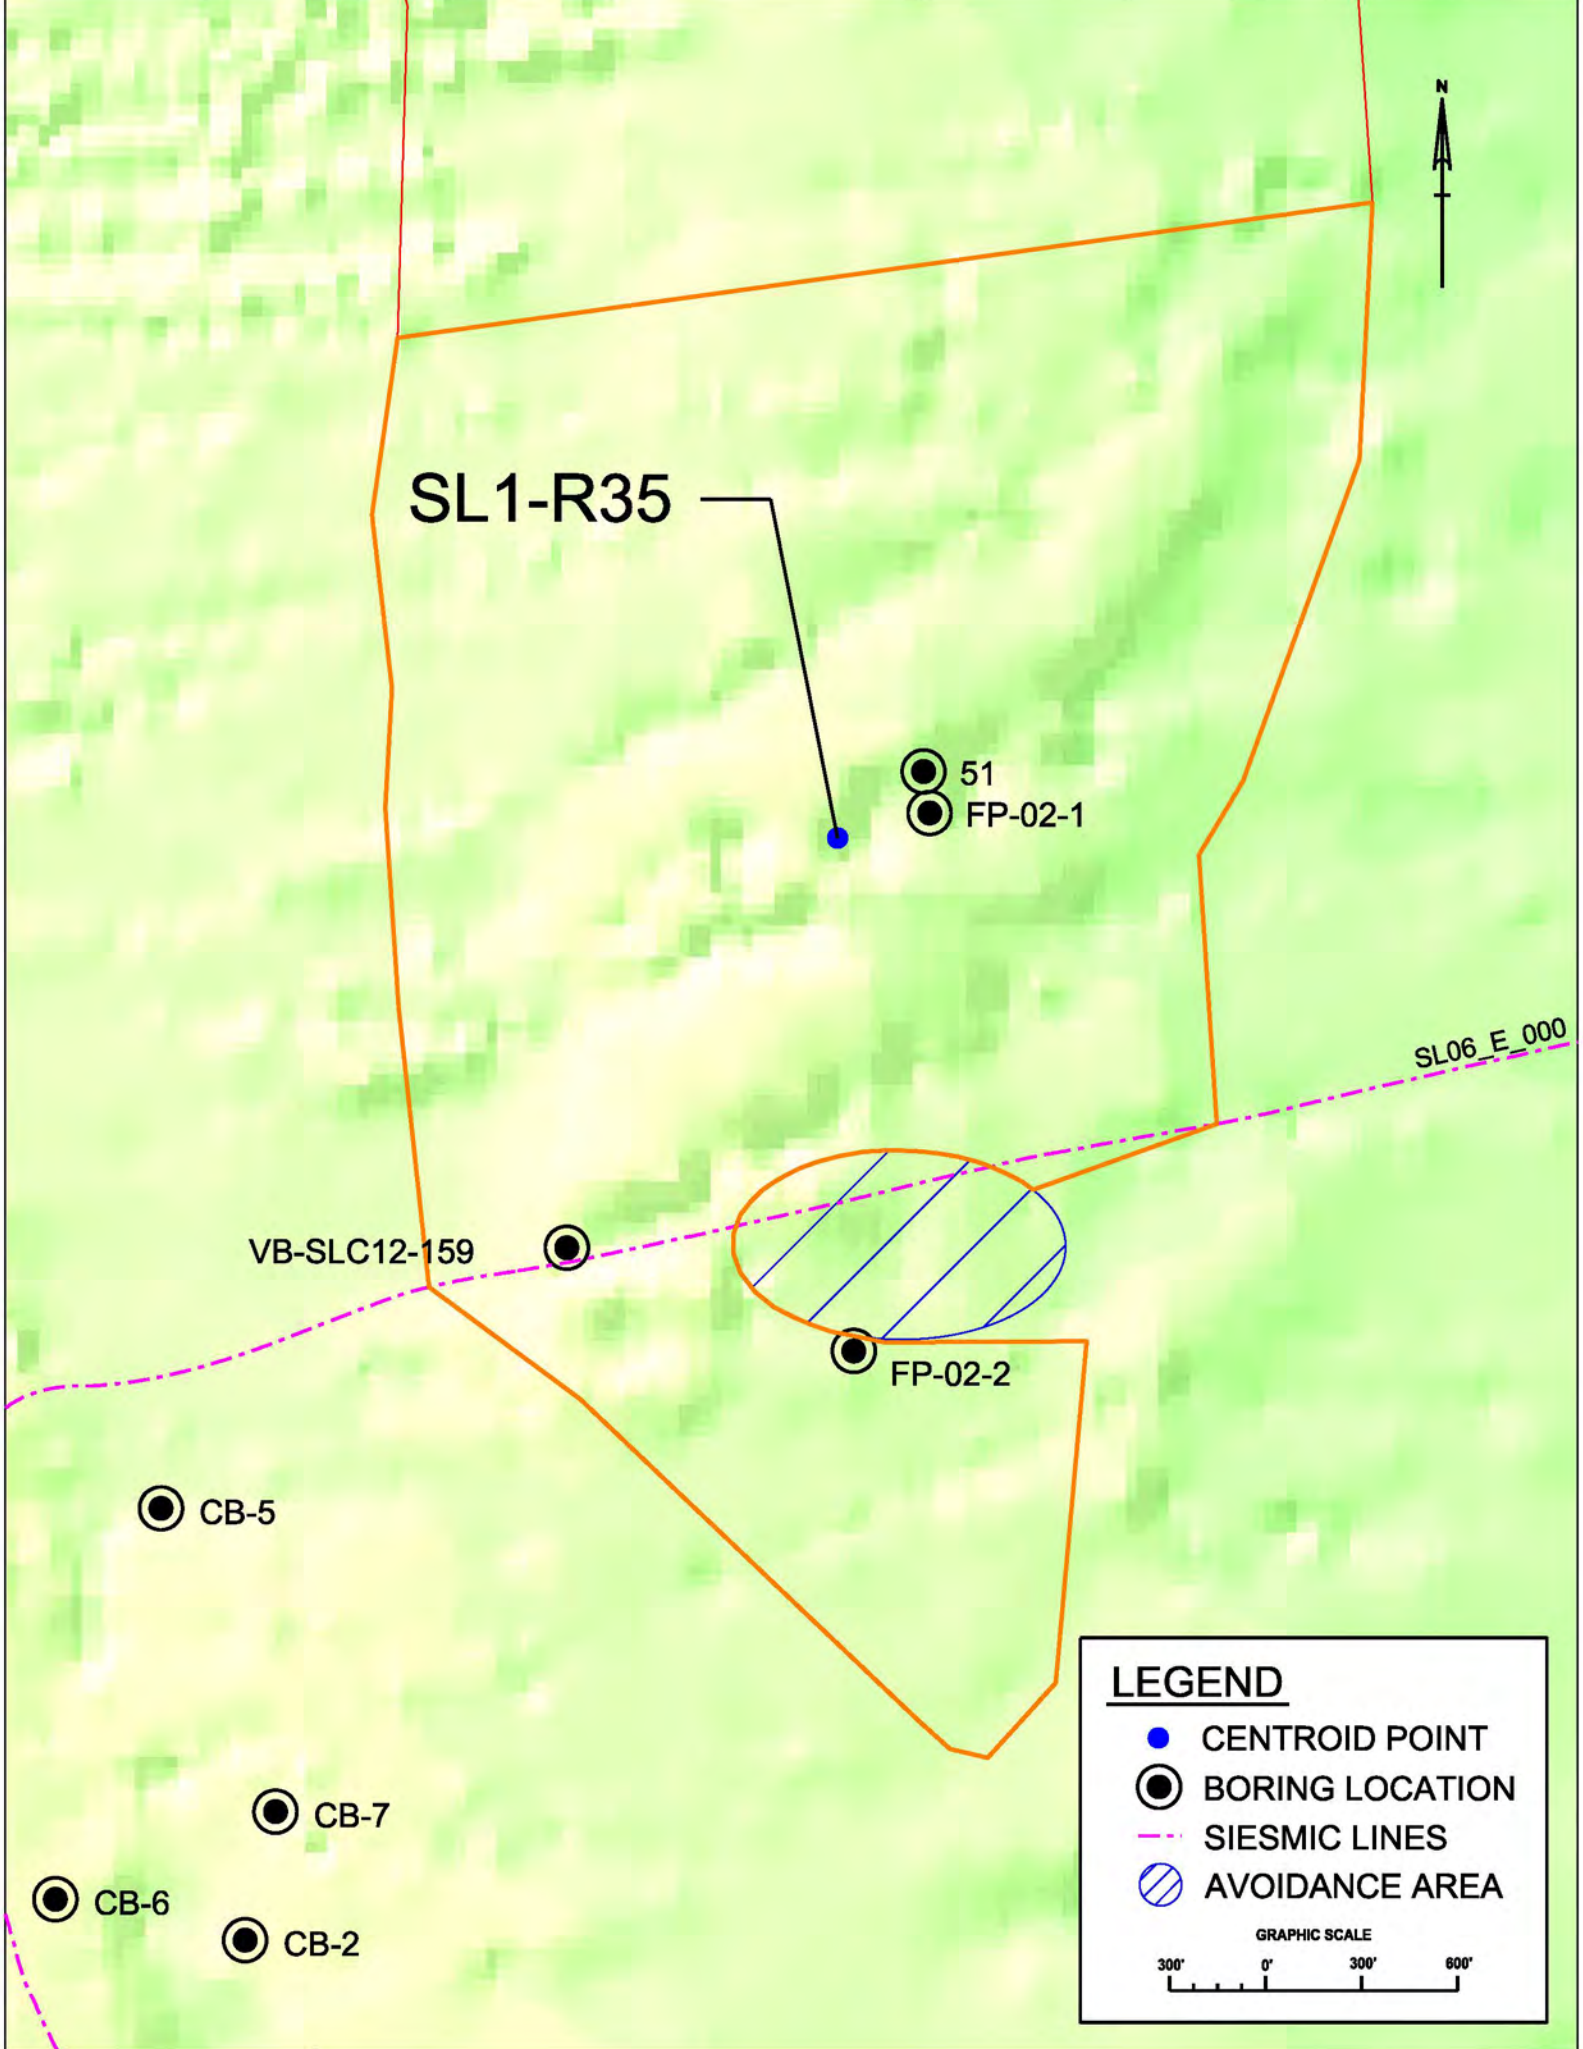 N
SL1-R35
51
FP-02-1
SL06_E_000
VB-SLC12-159
FP-02-2
CB-5
CB-7
CB-6
CB-2
LEGEND
CENTROID POINT
BORING LOCATION
SIESMIC LINES
AVOIDANCE AREA
GRAPHIC SCALE
300' 0' 300' 600'